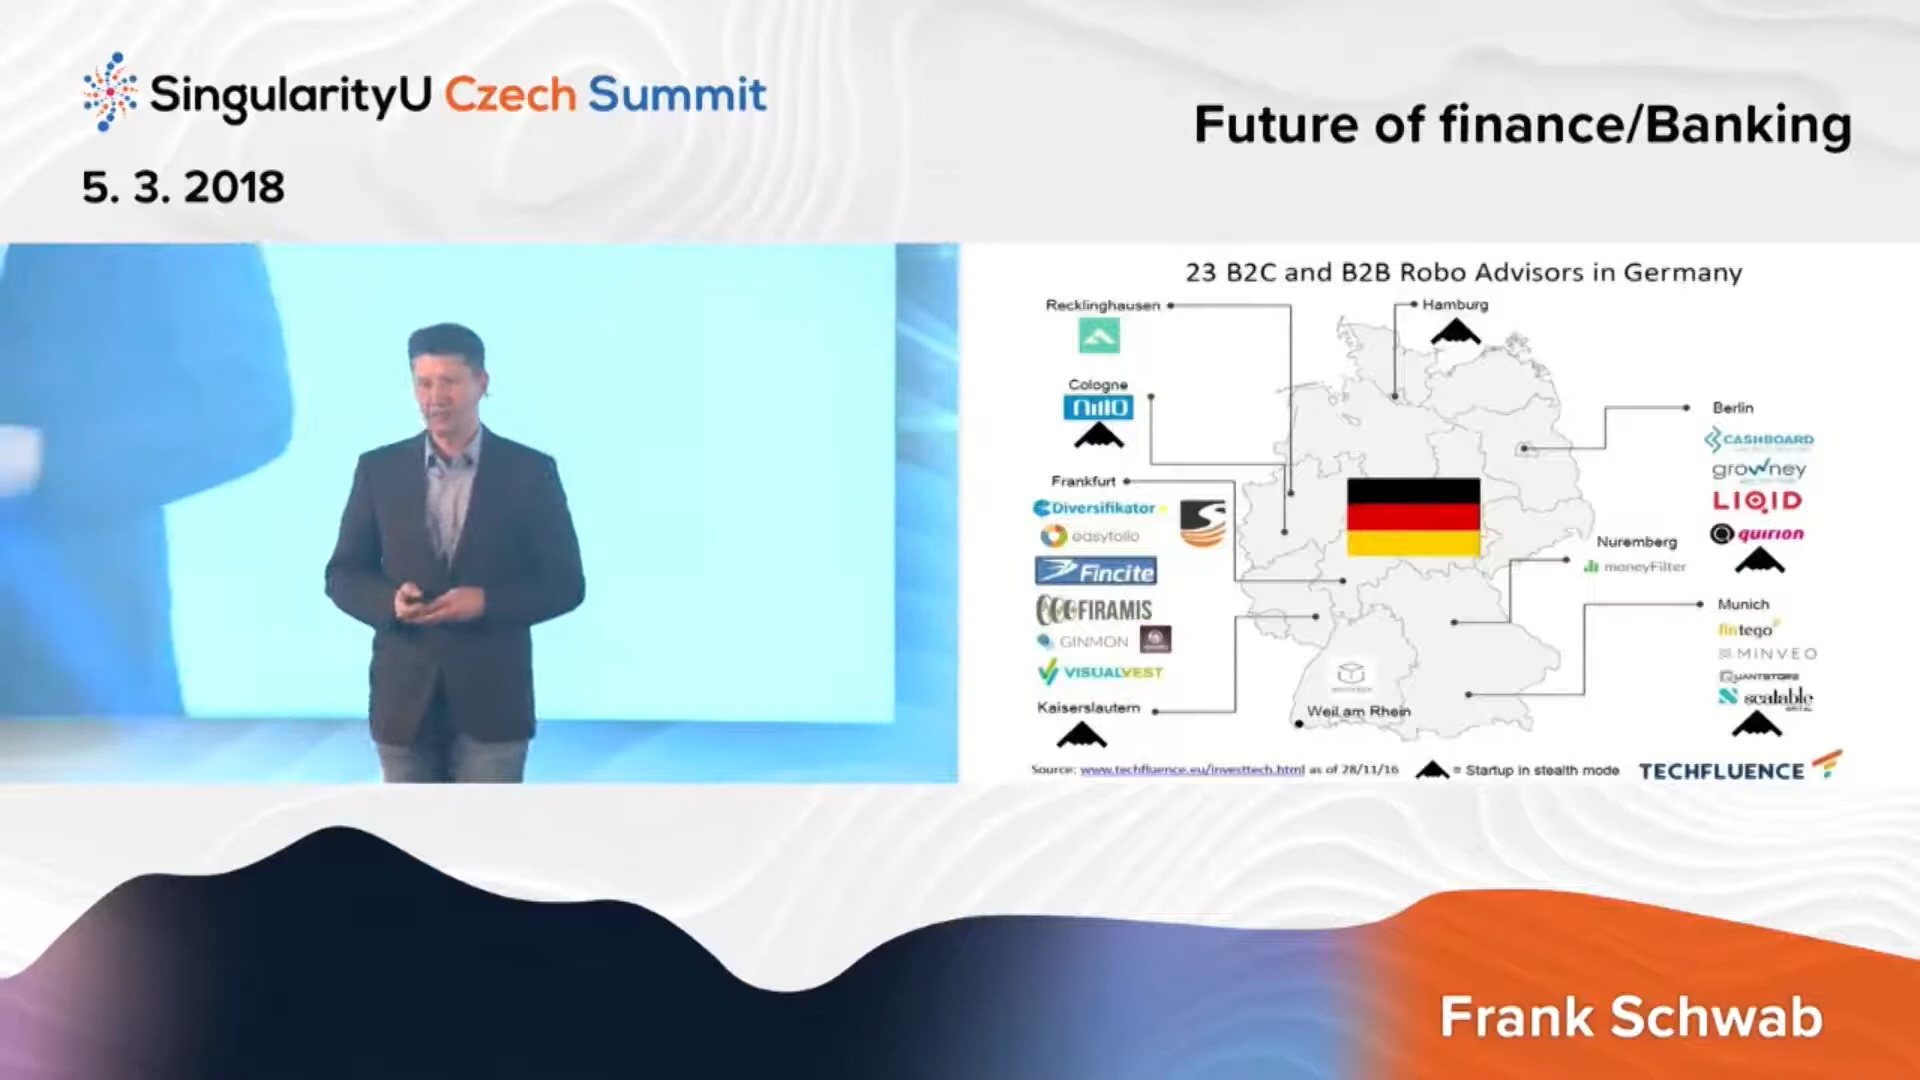 SingularityU Czech Summit
5. 3. 2018
Future of finance/Banking
23 B2C and B2B Robo Advisors in Germany
Recklinghausen
Hamburg
Cologne
nillo
Frankfurt
Diversifikator
easyfolio
Fincite
FIRAMIS
GINMON
VISUALVEST
Kaiserslautern
Berlin
CASHBOARD
growney
LIQID
quirion
Nuremberg
moneyFilter
Munich
fintego
MINVEO
QUANTSTORE
scalable
Weil am Rhein
Source: www.techfluence.eu/investtech.html as of 28/11/16
= Startup in stealth mode
TECHFLUENCE
Frank Schwab